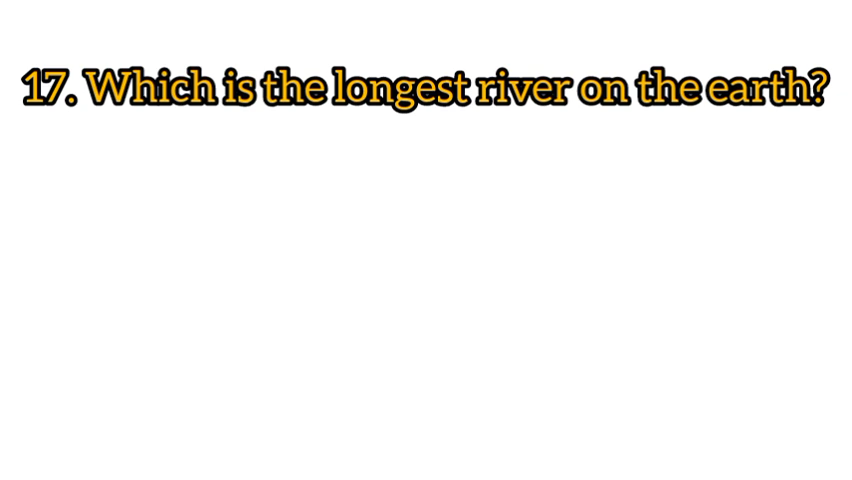 17. Which is the longest river on the earth?